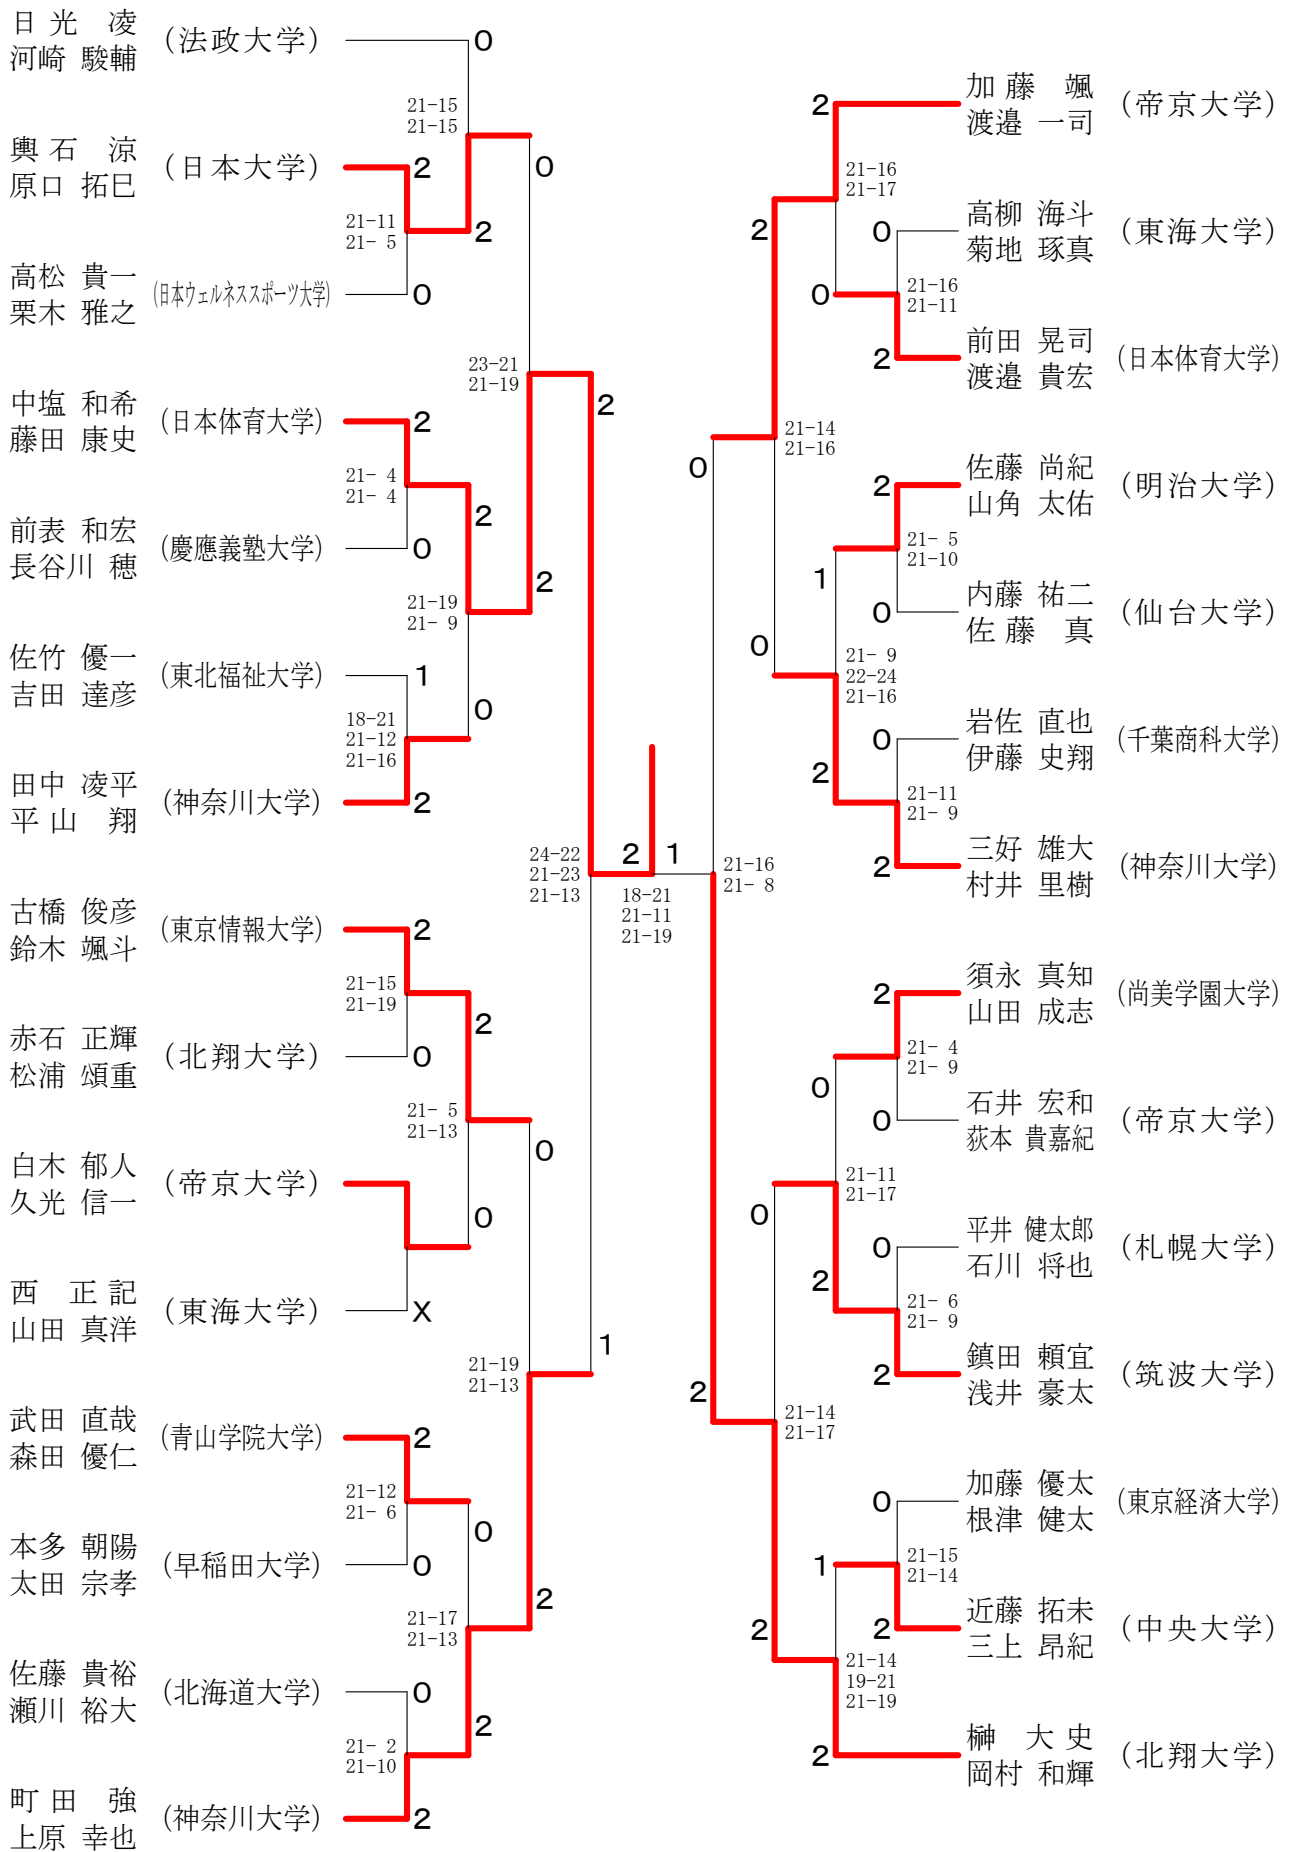 日光 凌
河崎 駿輔
(法政大学)
0
21-15
21-15
輿石 涼
原口 拓巳
(日本大学)
2
0
21-11
21- 5
2
高松 貴一
栗木 雅之
(日本ウェルネススポーツ大学)
0
23-21
21-19
2
中塩 和希
藤田 康史
(日本体育大学)
2
21- 4
21- 4
2
前表 和宏
長谷川 穂
(慶應義塾大学)
0
2
21-19
21- 9
佐竹 優一
吉田 達彦
(東北福祉大学)
1
0
18-21
21-12
21-16
田中 凌平
平山 翔
(神奈川大学)
2
24-22
21-23
21-13
2
1
18-21
21-11
21-19
古橋 俊彦
鈴木 颯斗
(東京情報大学)
2
21-15
21-19
2
赤石 正輝
松浦 頌重
(北翔大学)
0
21- 5
21-13
0
白木 郁人
久光 信一
(帝京大学)
0
西 正記
山田 真洋
(東海大学)
X
1
21-19
21-13
武田 直哉
森田 優仁
(青山学院大学)
2
21-12
21- 6
0
本多 朝陽
太田 宗孝
(早稲田大学)
0
2
21-17
21-13
佐藤 貴裕
瀬川 裕大
(北海道大学)
0
2
21- 2
21-10
町田 強
上原 幸也
(神奈川大学)
2
2
加藤 颯
渡邉 一司
(帝京大学)
21-16
21-17
2
0
高柳 海斗
菊地 琢真
(東海大学)
0
21-16
21-11
2
前田 晃司
渡邉 貴宏
(日本体育大学)
21-14
21-16
0
2
佐藤 尚紀
山角 太佑
(明治大学)
21- 5
21-10
1
0
内藤 祐二
佐藤 真
(仙台大学)
0
21- 9
22-24
21-16
0
岩佐 直也
伊藤 史翔
(千葉商科大学)
2
21-11
21- 9
2
三好 雄大
村井 里樹
(神奈川大学)
21-16
21- 8
2
須永 真知
山田 成志
(尚美学園大学)
21- 4
21- 9
0
0
石井 宏和
荻本 貴嘉紀
(帝京大学)
21-11
21-17
0
0
平井 健太郎
石川 将也
(札幌大学)
2
21- 6
21- 9
2
鎮田 頼宜
浅井 豪太
(筑波大学)
2
21-14
21-17
0
加藤 優太
根津 健太
(東京経済大学)
1
21-15
21-14
2
近藤 拓未
三上 昂紀
(中央大学)
2
21-14
19-21
21-19
2
榊 大史
岡村 和輝
(北翔大学)